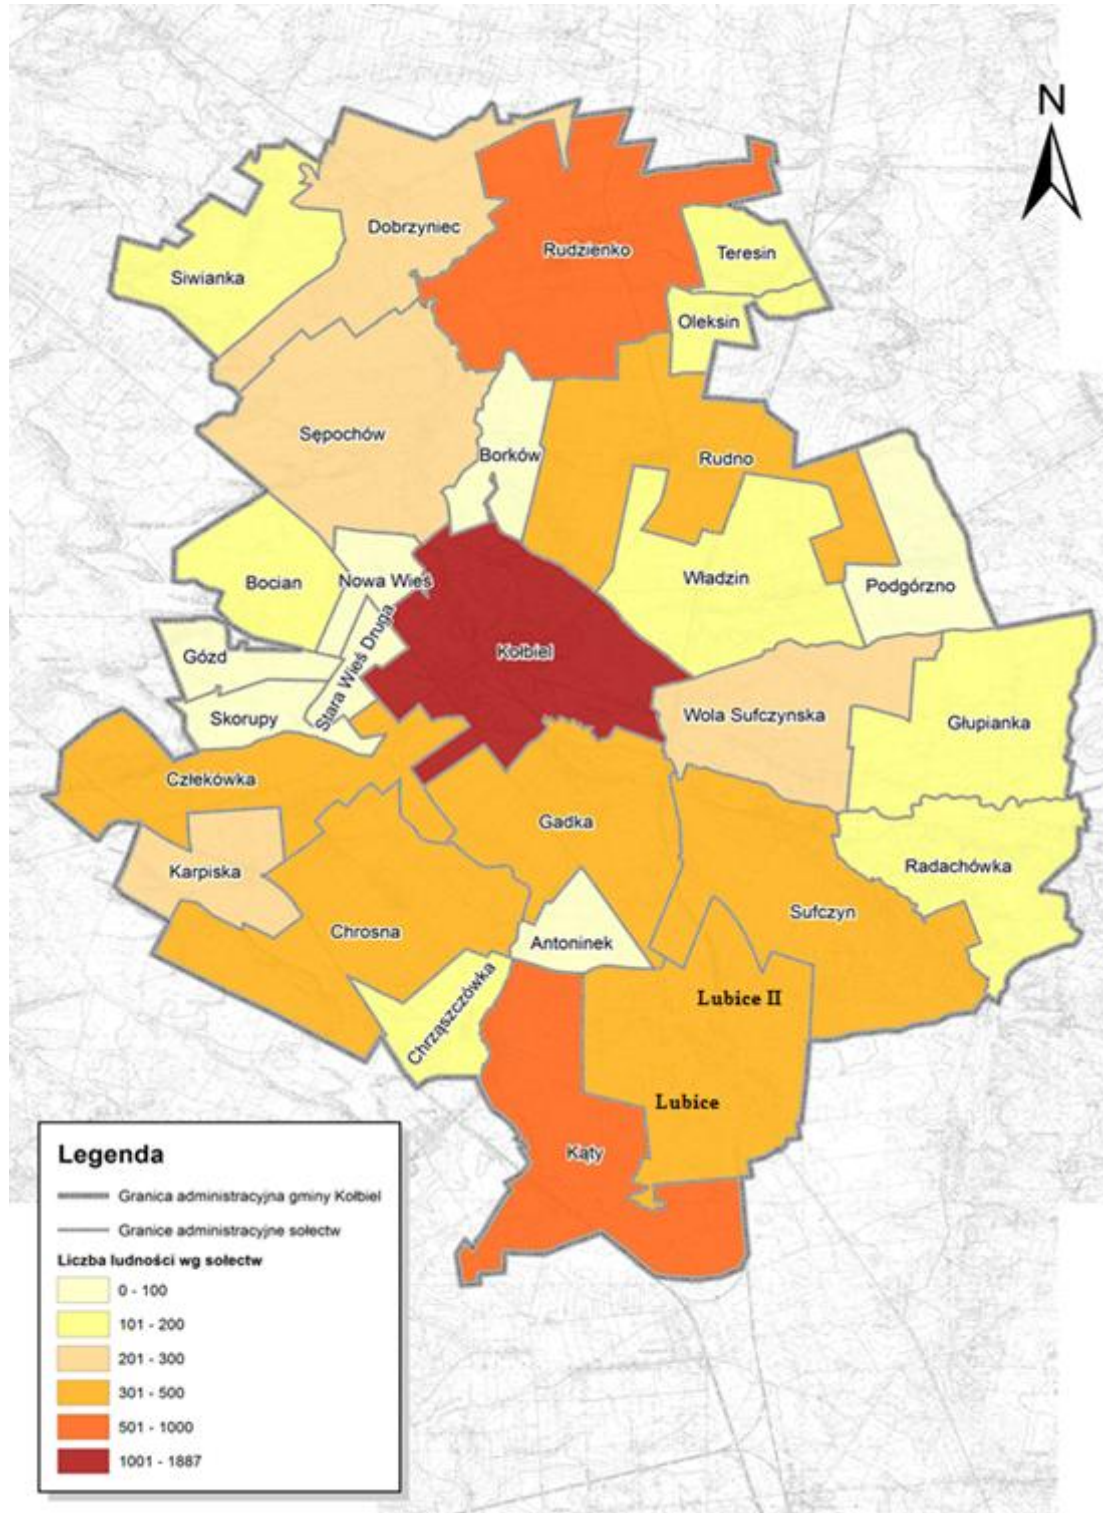 N
Dobrzyniec
Rudzienko
Teresin
Siwianka
Oleksin
Sępochów
Borków
Rudno
Bocian
Nowa Wieś
Władzin
Podgórzno
Stara Wieś Druga
Gózd
Kołbiel
Skorupy
Wola Sufczynska
Głupianka
Człekówka
Gadka
Karpiska
Radachówka
Chrosna
Sufczyn
Antoninek
Chrząszczówka
Lubice II
Lubice
Kąty
Legenda
Granica administracyjna gminy Kołbiel
Granice administracyjne sołectw
Liczba ludności wg sołectw
0 - 100
101 - 200
201 - 300
301 - 500
501 - 1000
1001 - 1887